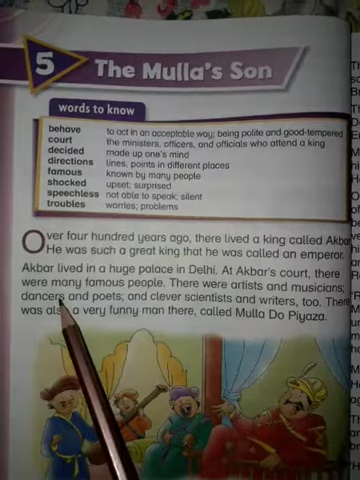 5 The Mulla's Son
words to know
behave to act in an acceptable way; being polite and good-tempered
court the ministers, officers, and officials who attend a king
decided made up one's mind
directions lines, points in different places
famous known by many people
shocked upset; surprised
speechless not able to speak; silent
troubles worries; problems
Over four hundred years ago, there lived a king called Akbar.
He was such a great king that he was called an emperor.
Akbar lived in a huge palace in Delhi. At Akbar's court, there
were many famous people. There were artists and musicians;
dancers and poets; and clever scientists and writers, too. There
was also a very funny man there, called Mulla Do Piyaza.